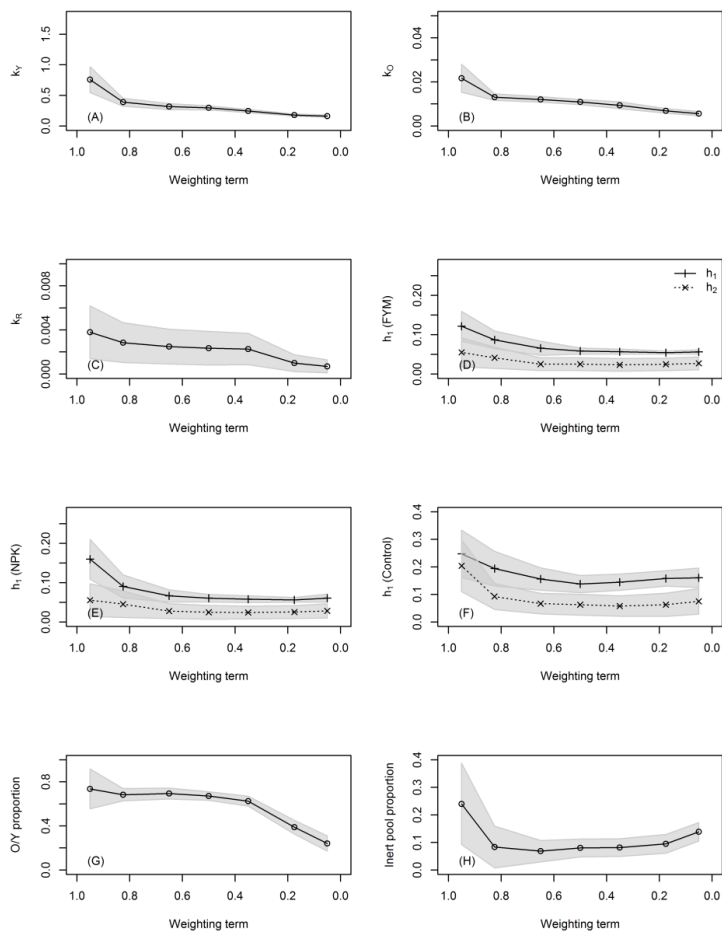 k_Y
0.0 0.5 1.0 1.5
(A)
1.0 0.8 0.6 0.4 0.2 0.0
Weighting term
k_O
0.00 0.02 0.04
(B)
1.0 0.8 0.6 0.4 0.2 0.0
Weighting term
k_R
0.000 0.004 0.008
(C)
1.0 0.8 0.6 0.4 0.2 0.0
Weighting term
h_1 (FYM)
0.00 0.10 0.20
h_1
h_2
(D)
1.0 0.8 0.6 0.4 0.2 0.0
Weighting term
h_1 (NPK)
0.00 0.10 0.20
(E)
1.0 0.8 0.6 0.4 0.2 0.0
Weighting term
h_1 (Control)
0.0 0.1 0.2 0.3 0.4
(F)
1.0 0.8 0.6 0.4 0.2 0.0
Weighting term
O/Y proportion
0.0 0.4 0.8
(G)
1.0 0.8 0.6 0.4 0.2 0.0
Weighting term
Inert pool proportion
0.0 0.1 0.2 0.3 0.4
(H)
1.0 0.8 0.6 0.4 0.2 0.0
Weighting term